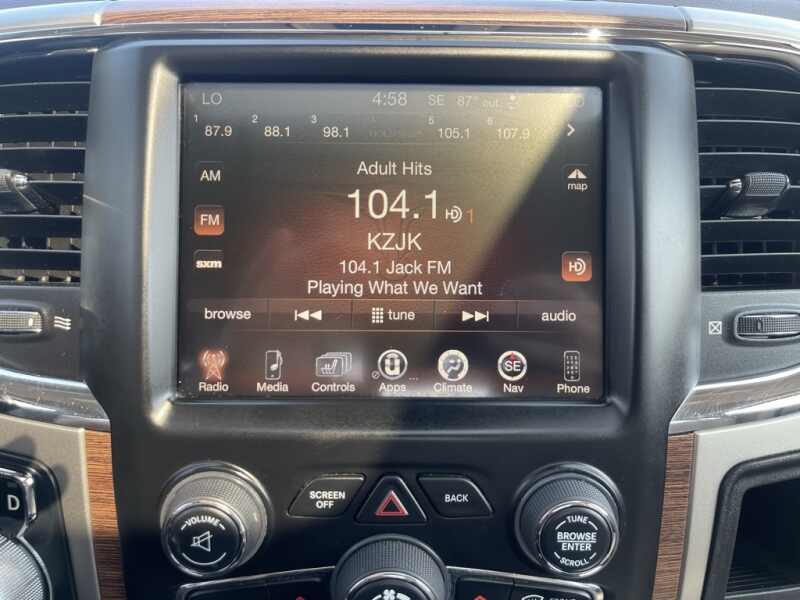 LO 4:58 SE 87° out
1 87.9 2 88.1 3 98.1 5 105.1 6 107.9
AM
Adult Hits
map
FM
104.1 HD 1
KZJK
sxm
104.1 Jack FM
HD
Playing What We Want
browse tune audio
Radio Media Controls Apps Climate Nav Phone
U SE
SCREEN OFF
BACK
VOLUME
TUNE
BROWSE
ENTER
SCROLL
D